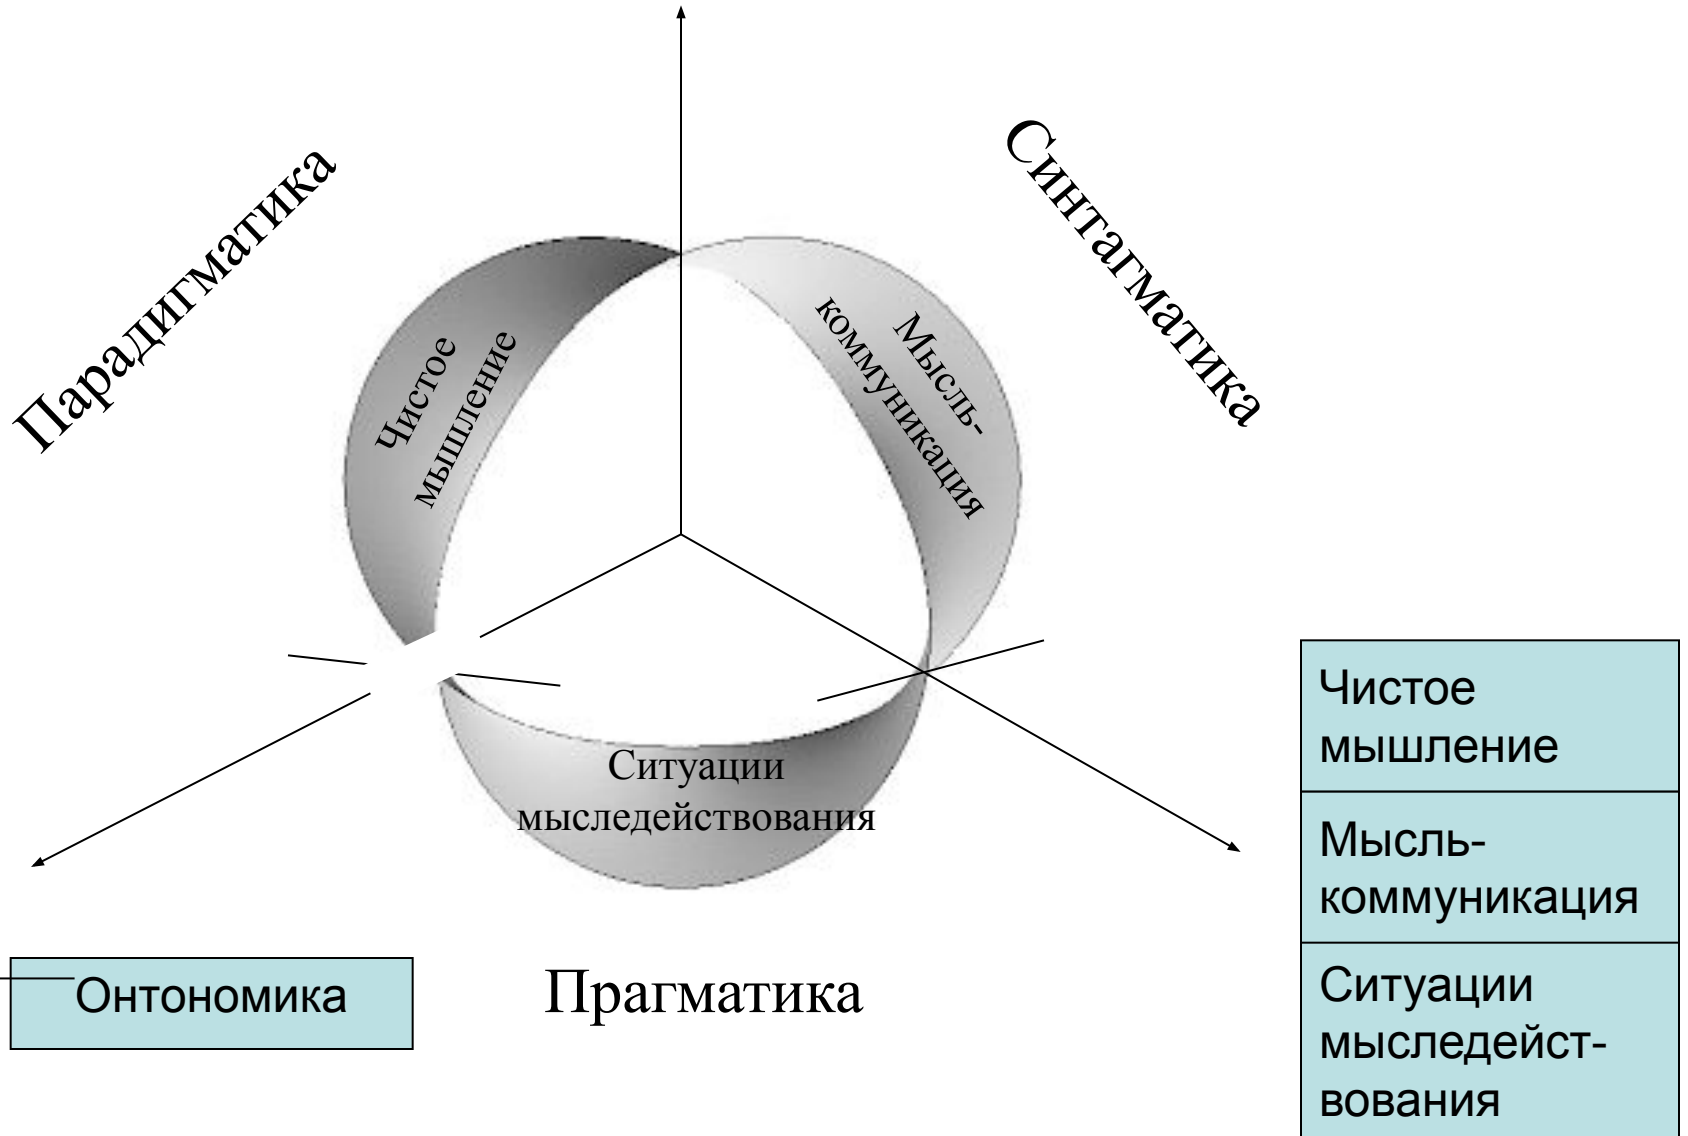 Парадигматика
Синтагматика
Чистое
мышление
Мысль-
коммуникация
Ситуации
мыследействования
Прагматика
Онтономика
Чистое
мышление
Мысль-
коммуникация
Ситуации
мыследейст-
вования